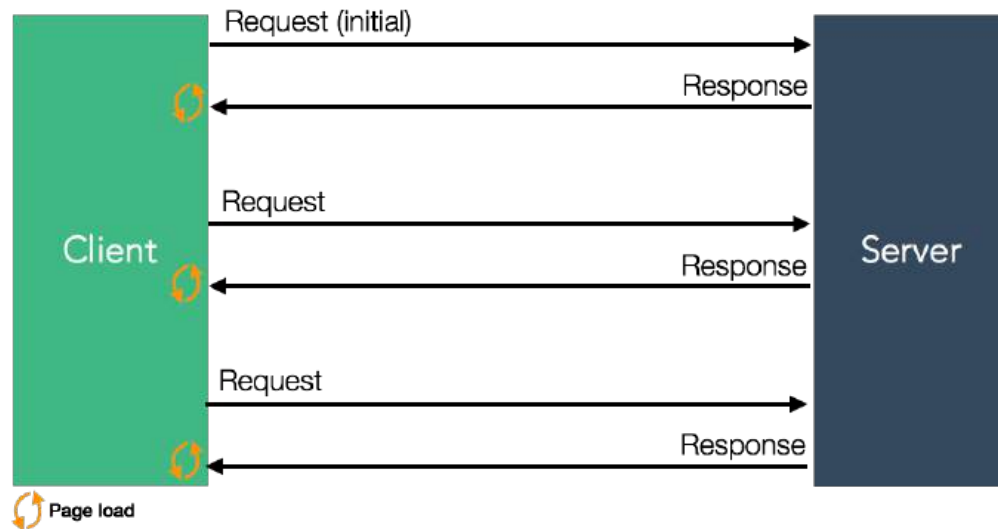 Request (initial)
Response
Request
Client
Server
Response
Request
Response
Page load